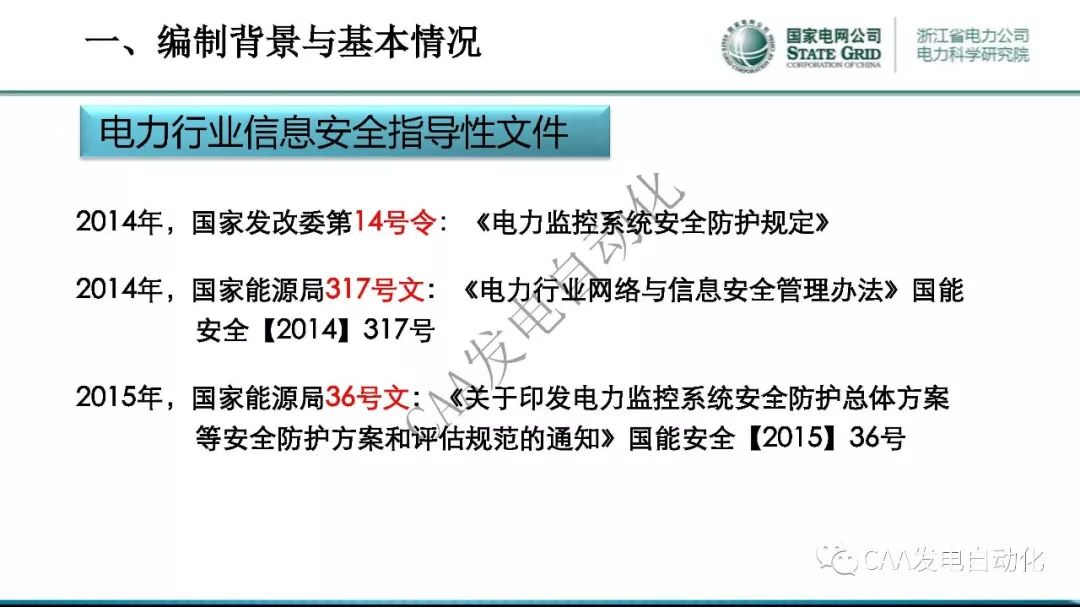 一、编制背景与基本情况
国家电网公司
STATE GRID
CORPORATION OF CHINA
浙江省电力公司
电力科学研究院
电力行业信息安全指导性文件
2014年，国家发改委第14号令：《电力监控系统安全防护规定》
2014年，国家能源局317号文：《电力行业网络与信息安全管理办法》国能
安全【2014】317号
2015年，国家能源局36号文：《关于印发电力监控系统安全防护总体方案
等安全防护方案和评估规范的通知》国能安全【2015】36号
CAA发电自动化
CAA发电自动化